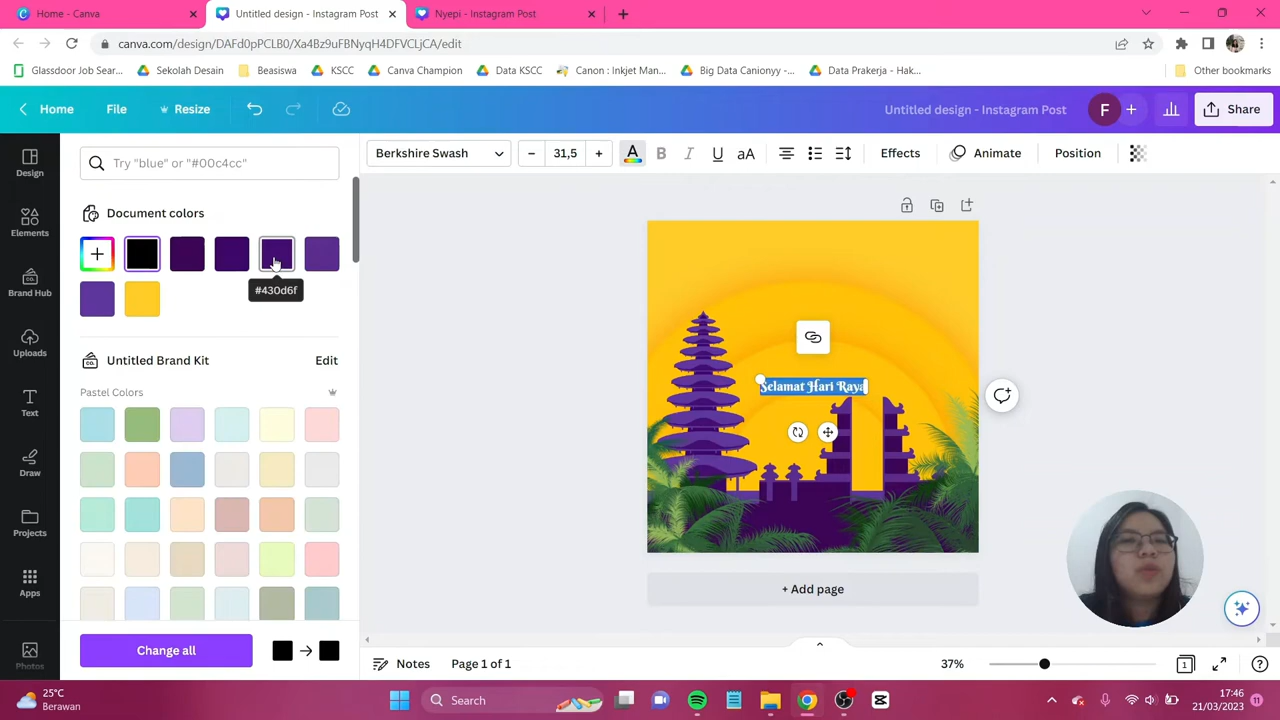 Home - Canva
Untitled design - Instagram Post
Nyepi - Instagram Post
canva.com/design/DAFd0pPCLB0/Xa4Bz9uFBNyqH4DFVCLjCA/edit
Glassdoor Job Sear...
Sekolah Desain
Beasiswa
KSCC
Canva Champion
Data KSCC
Canon : Inkjet Man...
Big Data Canionyy -...
Data Prakerja - Hak...
Other bookmarks
Home
File
Resize
Untitled design - Instagram Post
F
Share
Design
Elements
Brand Hub
Uploads
Text
Draw
Projects
Apps
Photos
Try "blue" or "#00c4cc"
Document colors
#430d6f
Untitled Brand Kit
Edit
Pastel Colors
Change all
Berkshire Swash
31,5
A
B
I
U
aA
Effects
Animate
Position
Selamat Hari Raya
+ Add page
Notes
Page 1 of 1
37%
1
25°C
Berawan
Search
17:46
21/03/2023
11